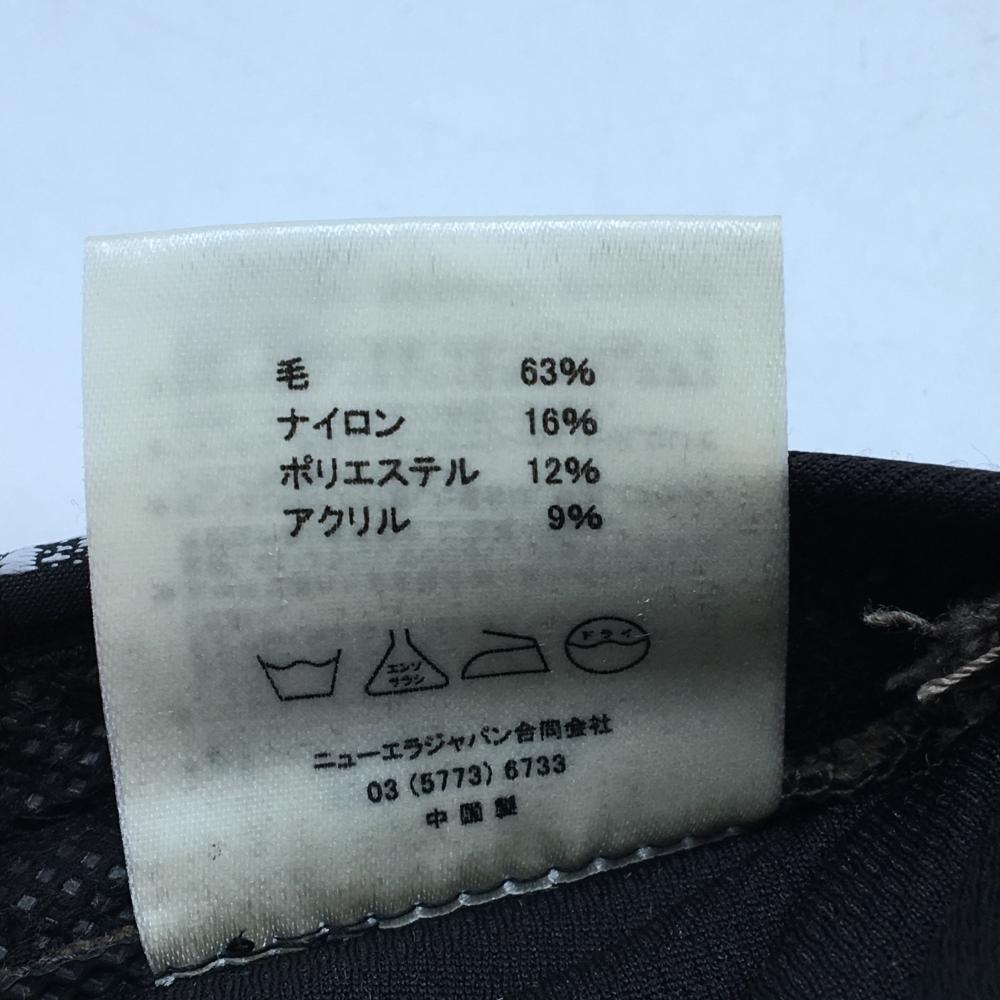 毛 63%
ナイロン 16%
ポリエステル 12%
アクリル 9%
エンソ
サラシ
ドライ
ニューエラジャパン合同会社
03 (5773) 6733
中国製